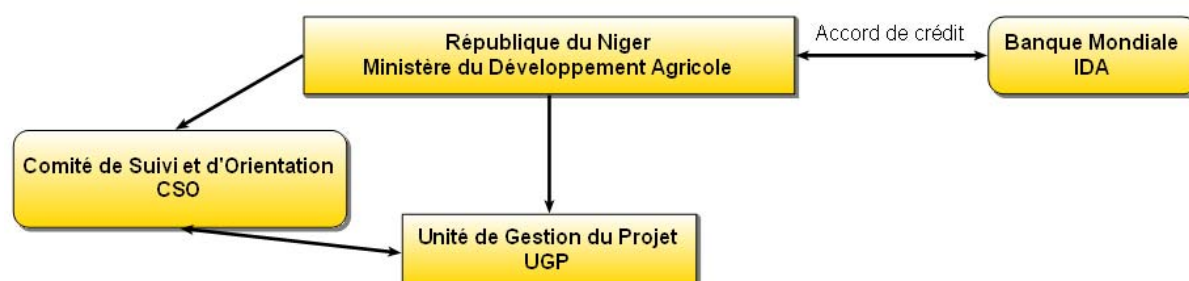 République du Niger
Ministère du Développement Agricole
Accord de crédit
Banque Mondiale
IDA
Comité de Suivi et d'Orientation
CSO
Unité de Gestion du Projet
UGP